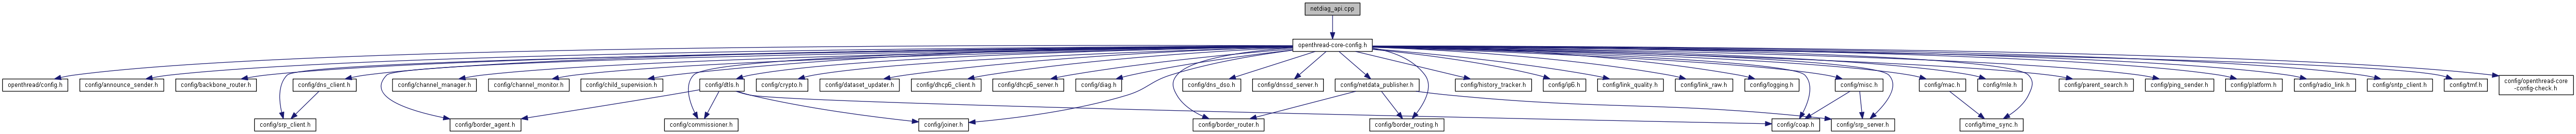 netdiag_api.cpp
openthread-core-config.h
openthread/config.h
config/announce_sender.h
config/backbone_router.h
config/dns_client.h
config/channel_manager.h
config/channel_monitor.h
config/child_supervision.h
config/dtls.h
config/crypto.h
config/dataset_updater.h
config/dhcp6_client.h
config/dhcp6_server.h
config/diag.h
config/dns_dso.h
config/dnssd_server.h
config/netdata_publisher.h
config/history_tracker.h
config/ip6.h
config/link_quality.h
config/link_raw.h
config/logging.h
config/misc.h
config/mac.h
config/mle.h
config/parent_search.h
config/ping_sender.h
config/platform.h
config/radio_link.h
config/sntp_client.h
config/tmf.h
config/openthread-core
-config-check.h
config/srp_client.h
config/border_agent.h
config/commissioner.h
config/joiner.h
config/border_router.h
config/border_routing.h
config/coap.h
config/srp_server.h
config/time_sync.h